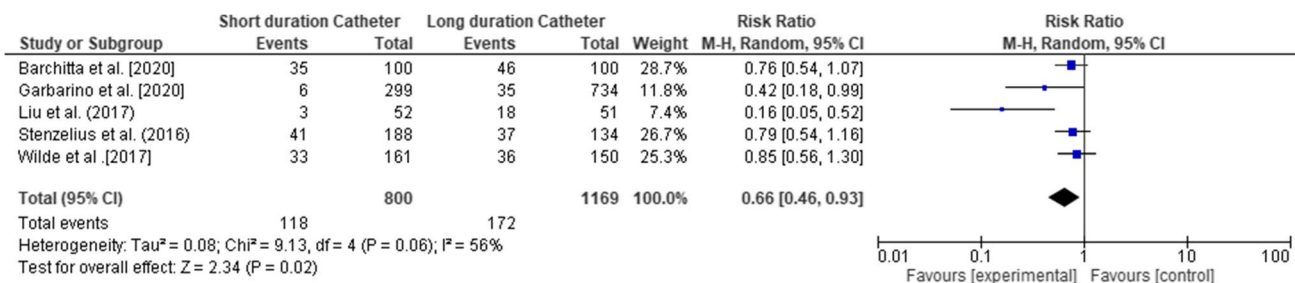 Short duration Catheter Long duration Catheter Risk Ratio Risk Ratio
Study or Subgroup Events Total Events Total Weight M-H, Random, 95% CI M-H, Random, 95% CI
Barchitta et al. [2020] 35 100 46 100 28.7% 0.76 [0.54, 1.07]
Garbarino et al. [2020] 6 299 35 734 11.8% 0.42 [0.18, 0.99]
Liu et al. (2017) 3 52 18 51 7.4% 0.16 [0.05, 0.52]
Stenzelius et al. (2016) 41 188 37 134 26.7% 0.79 [0.54, 1.16]
Wilde et al .[2017] 33 161 36 150 25.3% 0.85 [0.56, 1.30]
Total (95% CI) 800 1169 100.0% 0.66 [0.46, 0.93]
Total events 118 172
Heterogeneity: Tau² = 0.08; Chi² = 9.13, df = 4 (P = 0.06); I² = 56%
Test for overall effect: Z = 2.34 (P = 0.02)
0.01 0.1 1 10 100
Favours [experimental] Favours [control]